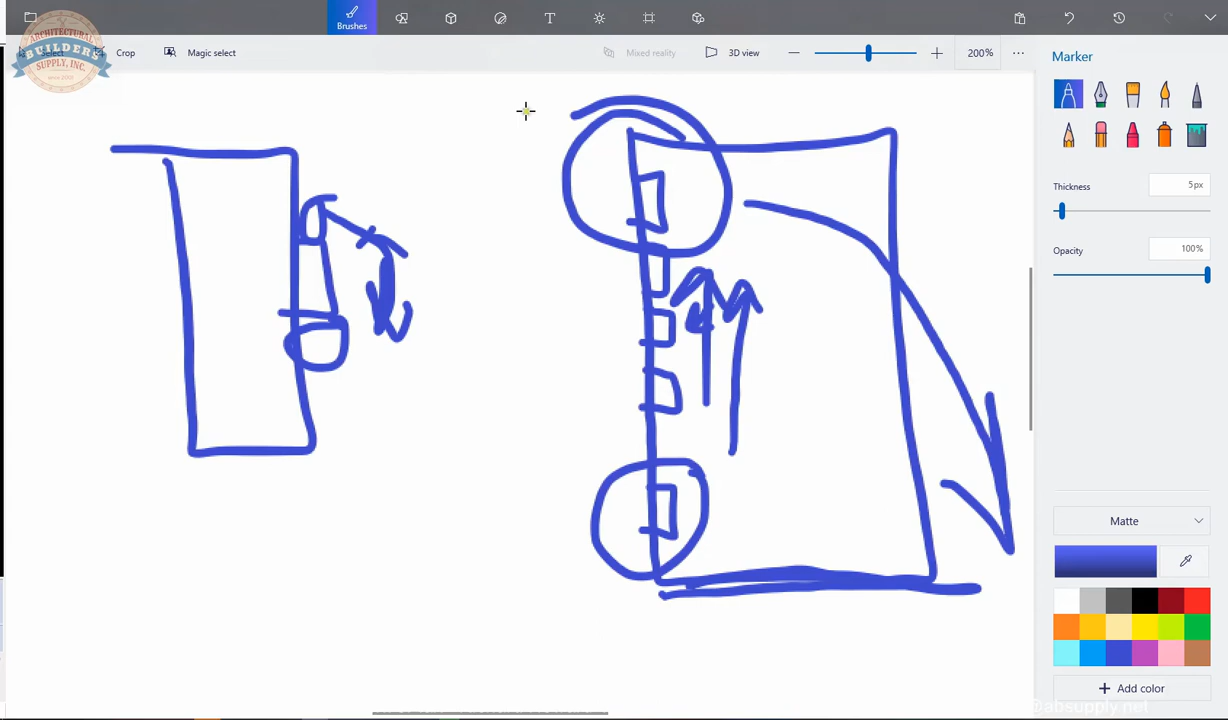 Brushes
ARCHITECTURAL
BUILDERS
SUPPLY, INC.
Select
Crop
Magic select
Mixed reality
3D view
200%
Marker
Thickness
5px
Opacity
100%
Matte
Add color
@absupply.net